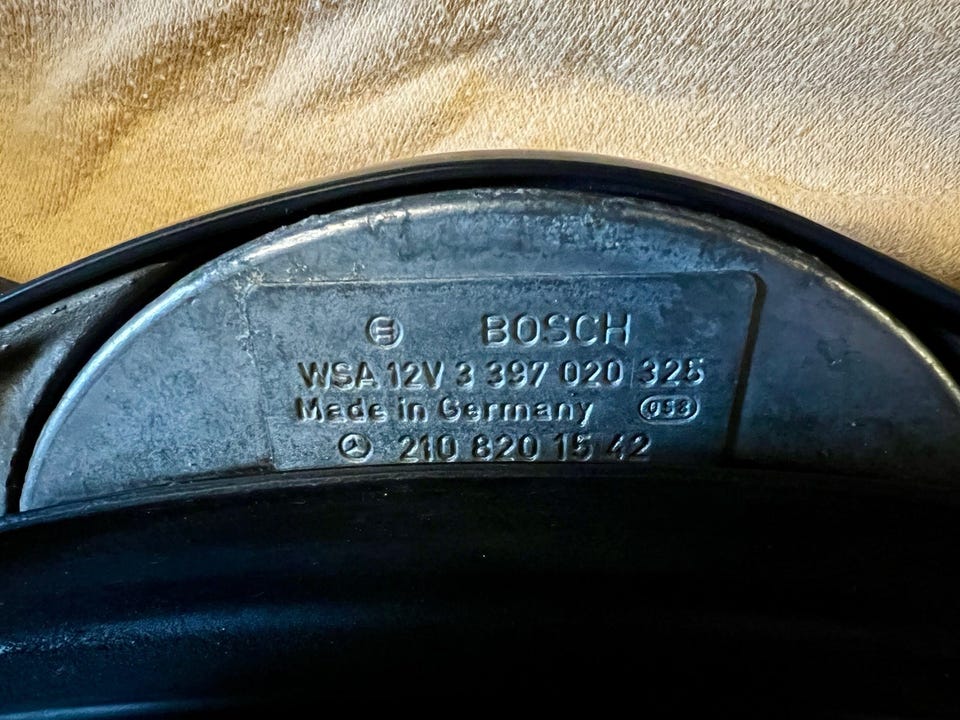 BOSCH
WSA 12V 3 397 020 325
Made in Germany 053
210 820 15 42